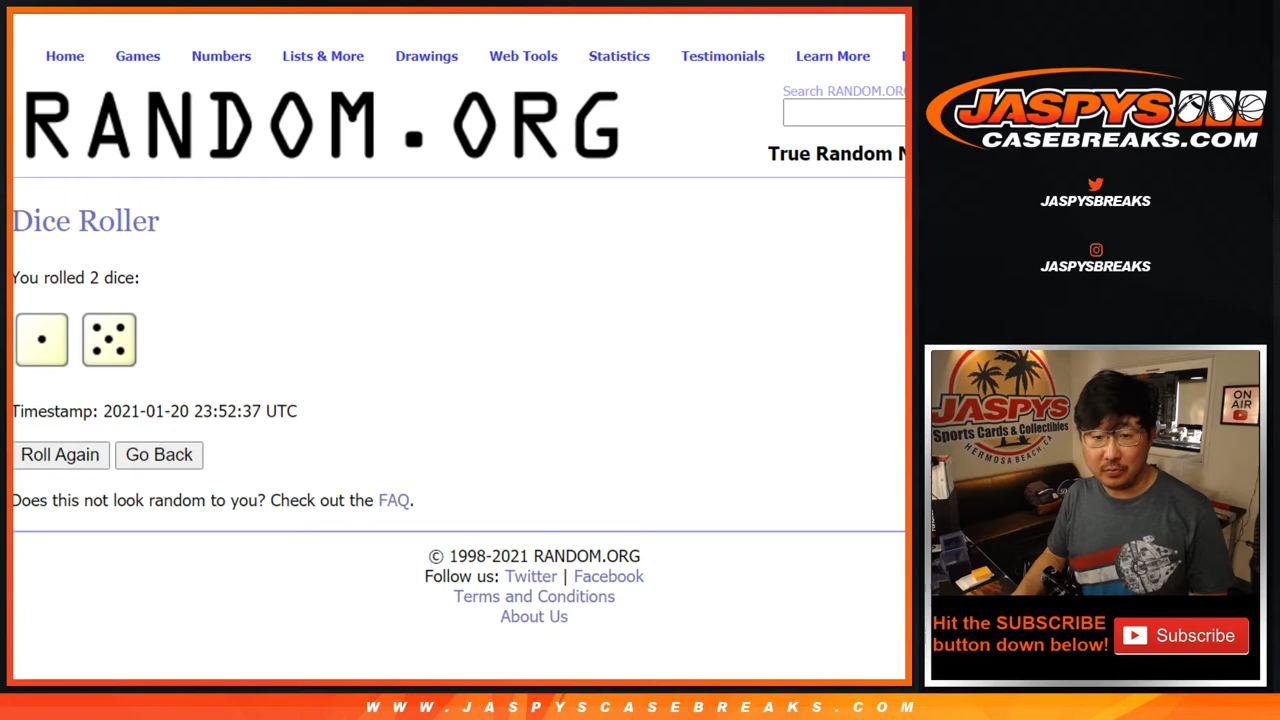 Home Games Numbers Lists & More Drawings Web Tools Statistics Testimonials Learn More
RANDOM.ORG
Search RANDOM.ORG
True Random N
Dice Roller
You rolled 2 dice:
Timestamp: 2021-01-20 23:52:37 UTC
Roll Again Go Back
Does this not look random to you? Check out the FAQ.
© 1998-2021 RANDOM.ORG
Follow us: Twitter | Facebook
Terms and Conditions
About Us
JASPYS
CASEBREAKS.COM
JASPYSBREAKS
JASPYSBREAKS
JASPYS
Sports Cards & Collectibles
HERMOSA BEACH, CA
ON
AIR
Hit the SUBSCRIBE
button down below!
Subscribe
WWW.JASPYSCASEBREAKS.COM